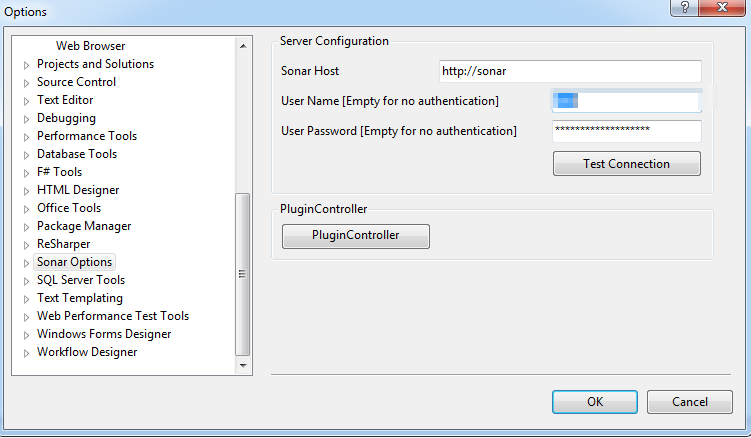 Options
?
Web Browser
Projects and Solutions
Source Control
Text Editor
Debugging
Performance Tools
Database Tools
F# Tools
HTML Designer
Office Tools
Package Manager
ReSharper
Sonar Options
SQL Server Tools
Text Templating
Web Performance Test Tools
Windows Forms Designer
Workflow Designer
Server Configuration
Sonar Host
http://sonar
User Name [Empty for no authentication]
User Password [Empty for no authentication]
*******************
Test Connection
PluginController
PluginController
OK
Cancel